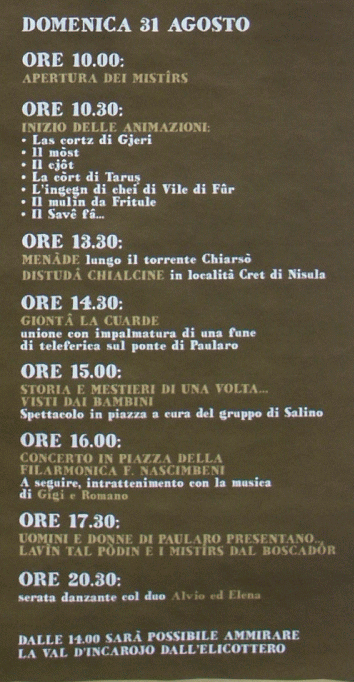 DOMENICA 31 AGOSTO
ORE 10.00:
APERTURA DEI MISTÎRS
ORE 10.30:
INIZIO DELLE ANIMAZIONI:
• Las cortz di Gjeri
• Il mòst
• Il cjôt
• La côrt di Tarus
• L'ingegn di chei di Vile di Fûr
• Il mulin da Fritule
• Il Savê fâ...
ORE 13.30:
MENÀDE lungo il torrente Chiarsò
DISTUDÂ CHIALCINE in località Cret di Nisula
ORE 14.30:
GIONTÂ LA CUARDE
unione con impalmatura di una fune
di teleferica sul ponte di Paularo
ORE 15.00:
STORIA E MESTIERI DI UNA VOLTA...
VISTI DAI BAMBINI
Spettacolo in piazza a cura del gruppo di Salino
ORE 16.00:
CONCERTO IN PIAZZA DELLA
FILARMONICA F. NASCIMBENI
A seguire, intrattenimento con la musica
di Gigi e Romano
ORE 17.30:
UOMINI E DONNE DI PAULARO PRESENTANO...
LAVÎN TAL PÒDIN E I MISTÎRS DAL BOSCADÔR
ORE 20.30:
serata danzante col duo Alvio ed Elena
DALLE 14.00 SARÀ POSSIBILE AMMIRARE
LA VAL D'INCAROJO DALL'ELICOTTERO